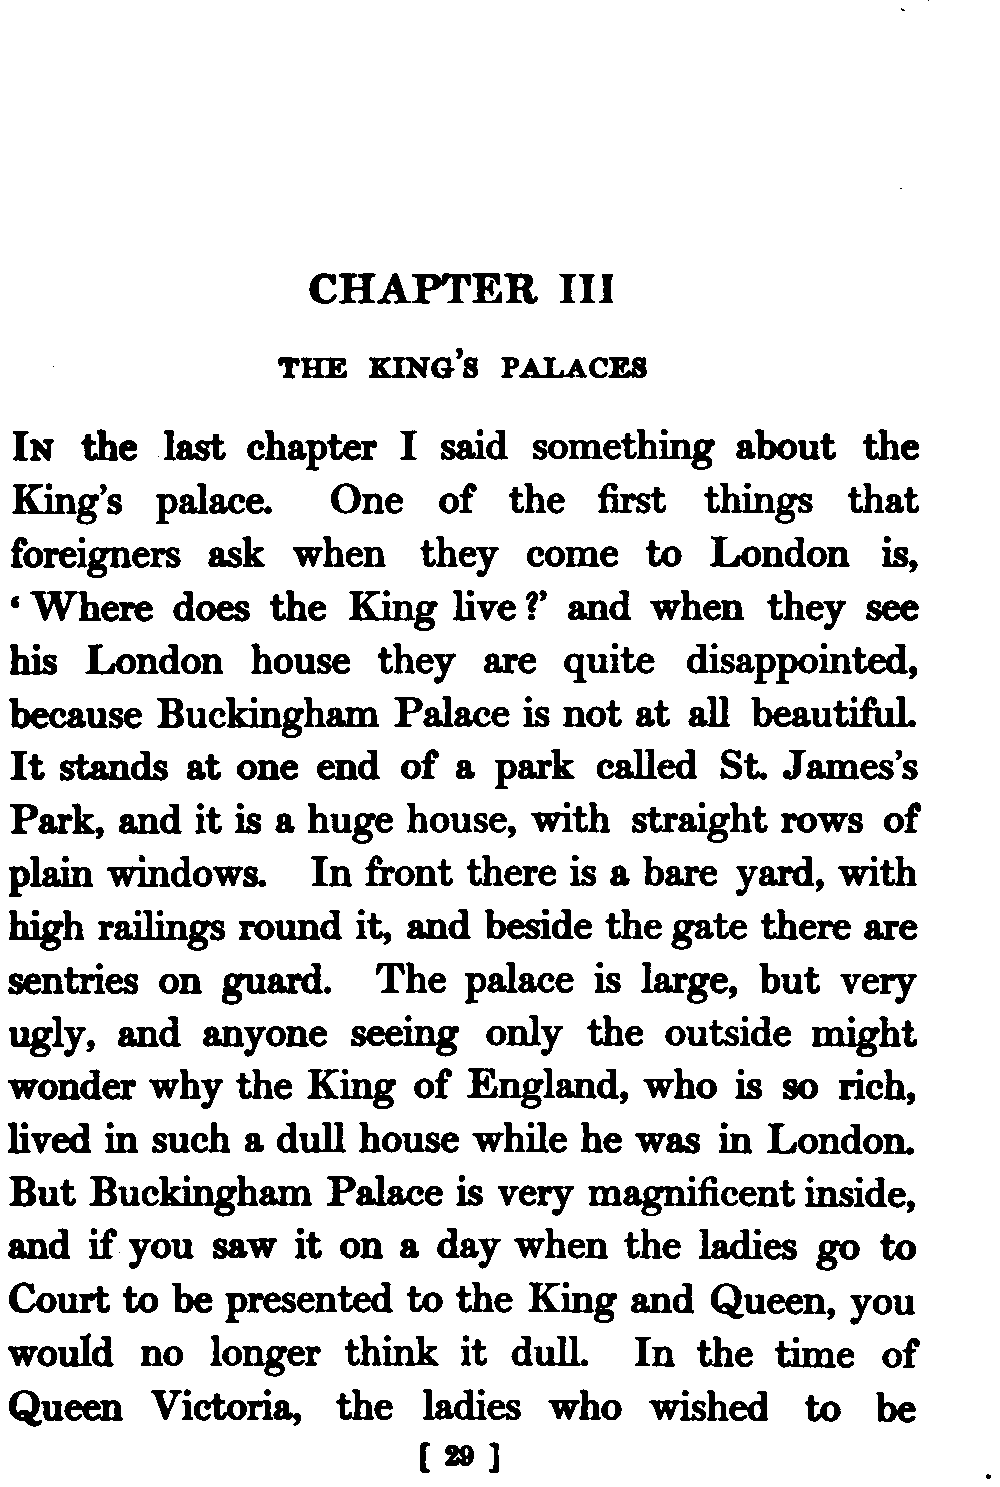 CHAPTER III
THE KING'S PALACES
In the last chapter I said something about the
King's palace. One of the first things that
foreigners ask when they come to London is,
‘Where does the King live?’ and when they see
his London house they are quite disappointed,
because Buckingham Palace is not at all beautiful.
It stands at one end of a park called St. James's
Park, and it is a huge house, with straight rows of
plain windows. In front there is a bare yard, with
high railings round it, and beside the gate there are
sentries on guard. The palace is large, but very
ugly, and anyone seeing only the outside might
wonder why the King of England, who is so rich,
lived in such a dull house while he was in London.
But Buckingham Palace is very magnificent inside,
and if you saw it on a day when the ladies go to
Court to be presented to the King and Queen, you
would no longer think it dull. In the time of
Queen Victoria, the ladies who wished to be
[ 29 ]